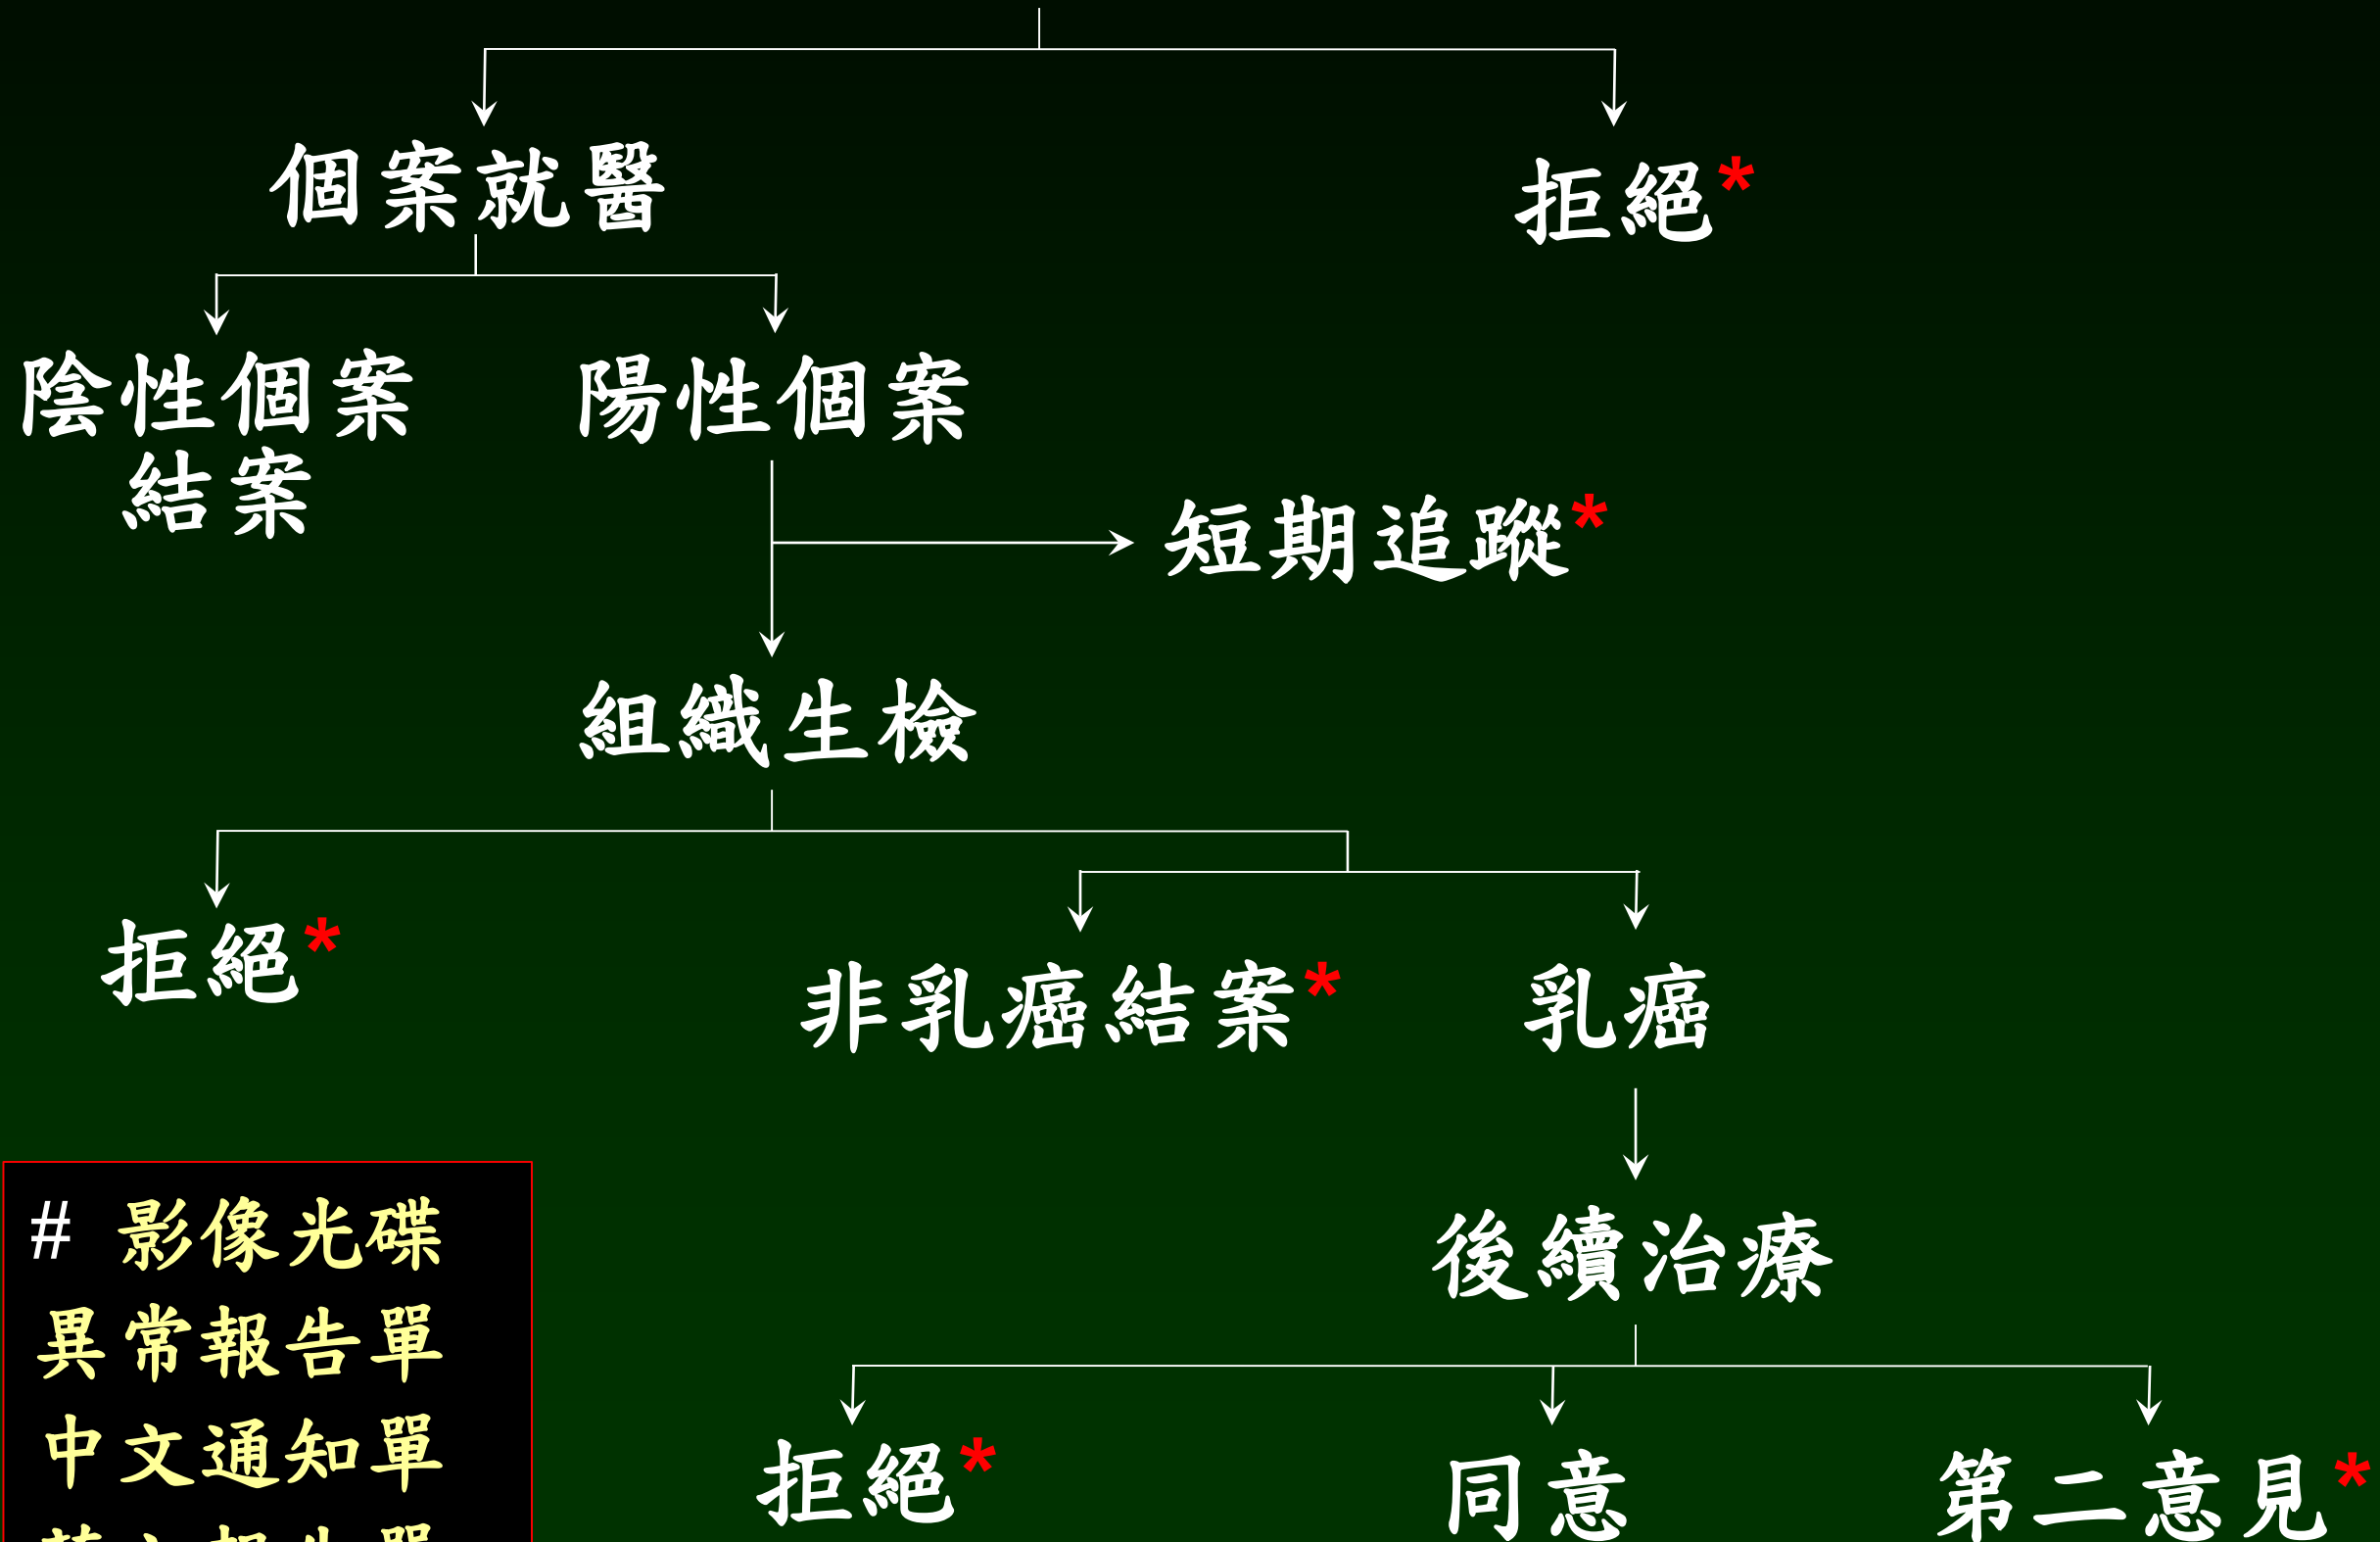 個案就醫
拒絕*
陰性個案
結案
陽性個案
短期追蹤*
組織生檢
拒絕*
非乳癌結案*
乳癌
後續治療
拒絕*
同意
第二意見*
# 影像光碟
異常報告單
中文通知單